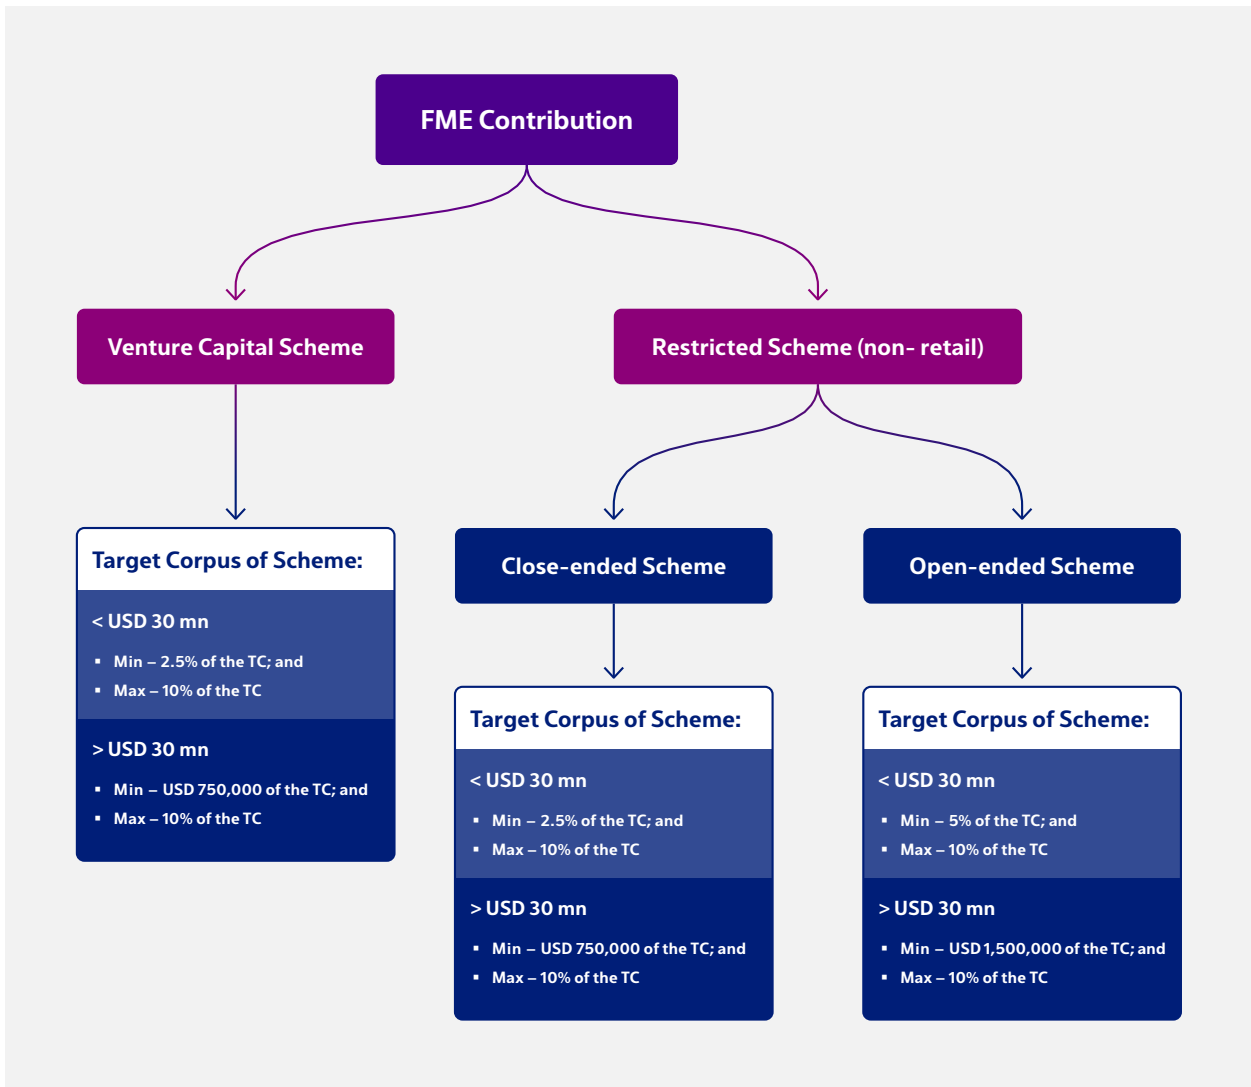 FME Contribution
Venture Capital Scheme
Restricted Scheme (non- retail)
Target Corpus of Scheme:
< USD 30 mn
▪ Min – 2.5% of the TC; and
▪ Max – 10% of the TC
> USD 30 mn
▪ Min – USD 750,000 of the TC; and
▪ Max – 10% of the TC
Close-ended Scheme
Target Corpus of Scheme:
< USD 30 mn
▪ Min – 2.5% of the TC; and
▪ Max – 10% of the TC
> USD 30 mn
▪ Min – USD 750,000 of the TC; and
▪ Max – 10% of the TC
Open-ended Scheme
Target Corpus of Scheme:
< USD 30 mn
▪ Min – 5% of the TC; and
▪ Max – 10% of the TC
> USD 30 mn
▪ Min – USD 1,500,000 of the TC; and
▪ Max – 10% of the TC